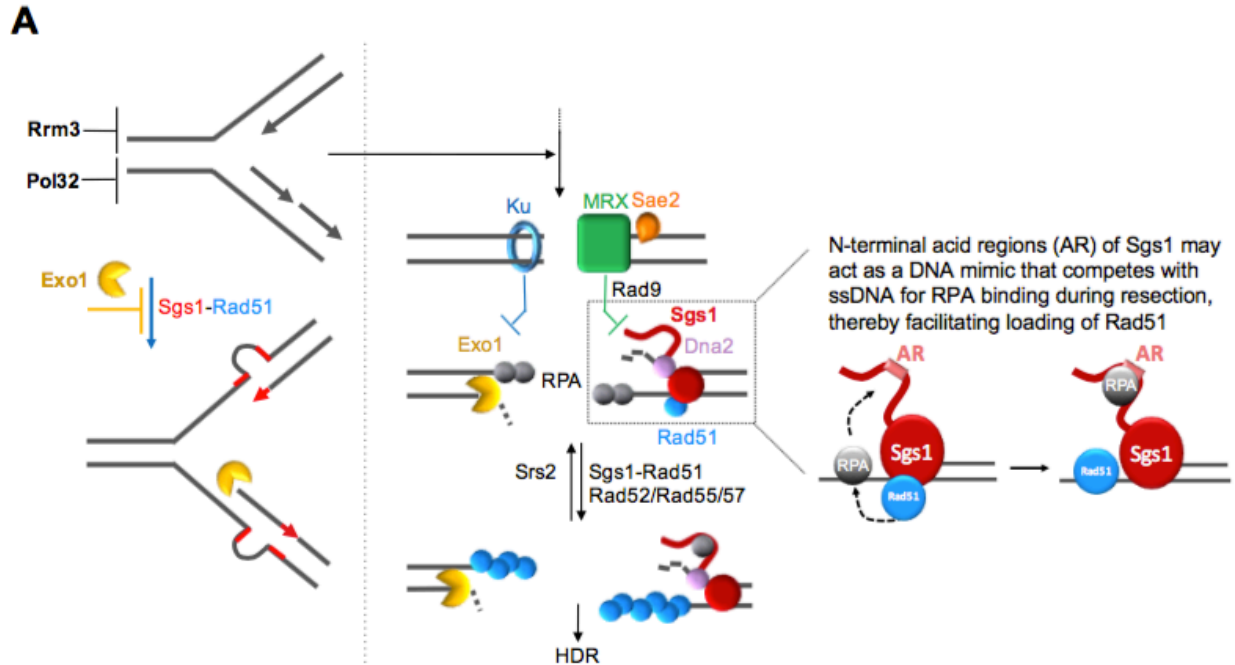 A
Rrm3
Pol32
Exo1
Sgs1-Rad51
Ku
MRX
Sae2
Rad9
Exo1
RPA
Sgs1
Dna2
Rad51
Srs2
Sgs1-Rad51
Rad52/Rad55/57
HDR
N-terminal acid regions (AR) of Sgs1 may
act as a DNA mimic that competes with
ssDNA for RPA binding during resection,
thereby facilitating loading of Rad51
AR
RPA
Sgs1
Rad51
AR
RPA
Sgs1
Rad51